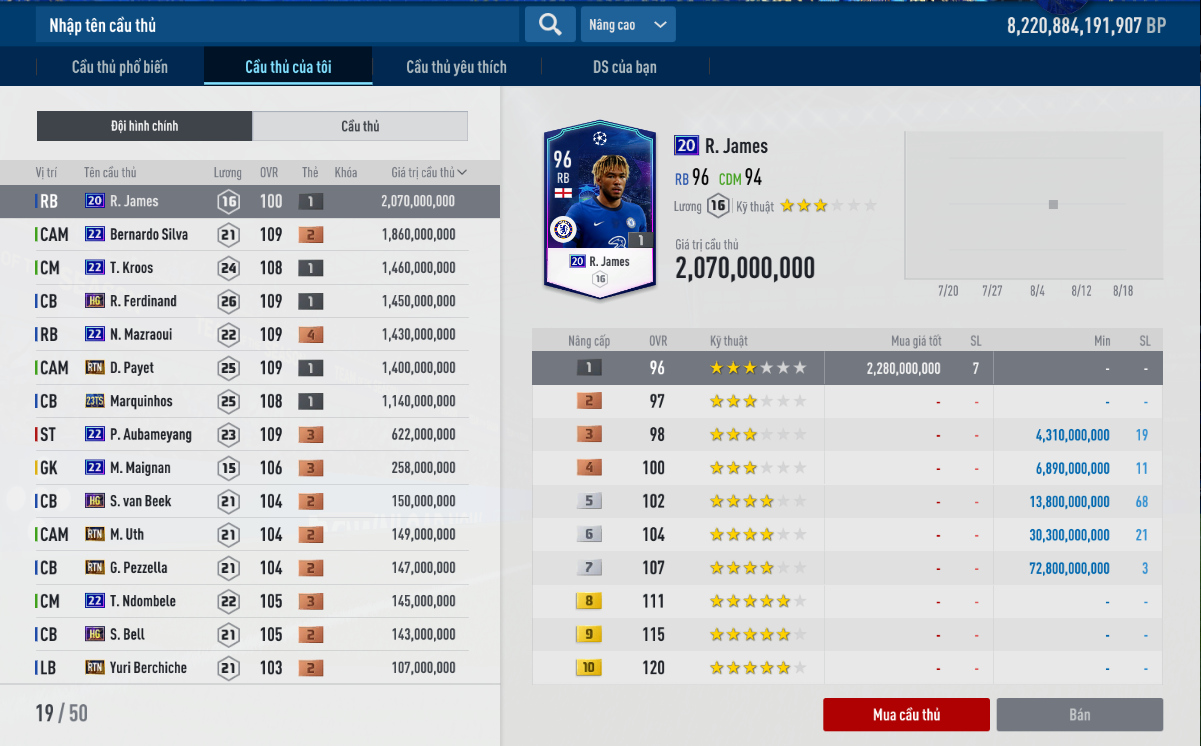 Nhập tên cầu thủ
Nâng cao
8,220,884,191,907 BP
Cầu thủ phổ biến
Cầu thủ của tôi
Cầu thủ yêu thích
DS của bạn
Đội hình chính
Cầu thủ
Vị trí Tên cầu thủ Lương OVR Thẻ Khóa Giá trị cầu thủ
RB 20 R. James 16 100 1 2,070,000,000
CAM 22 Bernardo Silva 21 109 2 1,860,000,000
CM 22 T. Kroos 24 108 1 1,460,000,000
CB HG R. Ferdinand 26 109 1 1,450,000,000
RB 22 N. Mazraoui 22 109 4 1,430,000,000
CAM RTN D. Payet 25 109 1 1,400,000,000
CB 23TS Marquinhos 25 108 1 1,140,000,000
ST 22 P. Aubameyang 23 109 3 622,000,000
GK 22 M. Maignan 15 106 3 258,000,000
CB HG S. van Beek 21 104 2 150,000,000
CAM RTN M. Uth 21 104 2 149,000,000
CB RTN G. Pezzella 21 104 2 147,000,000
CM 22 T. Ndombele 22 105 3 145,000,000
CB HG S. Bell 21 105 2 143,000,000
LB RTN Yuri Berchiche 21 103 2 107,000,000
19 / 50
96
RB
3
1
20 R. James
16
20 R. James
RB 96 CDM 94
Lương 16 Kỹ thuật
Giá trị cầu thủ
2,070,000,000
7/20 7/27 8/4 8/12 8/18
Nâng cấp OVR Kỹ thuật Mua giá tốt SL Min SL
1 96 2,280,000,000 7 - -
2 97 - - - -
3 98 - - 4,310,000,000 19
4 100 - - 6,890,000,000 11
5 102 - - 13,800,000,000 68
6 104 - - 30,300,000,000 21
7 107 - - 72,800,000,000 3
8 111 - - - -
9 115 - - - -
10 120 - - - -
Mua cầu thủ
Bán